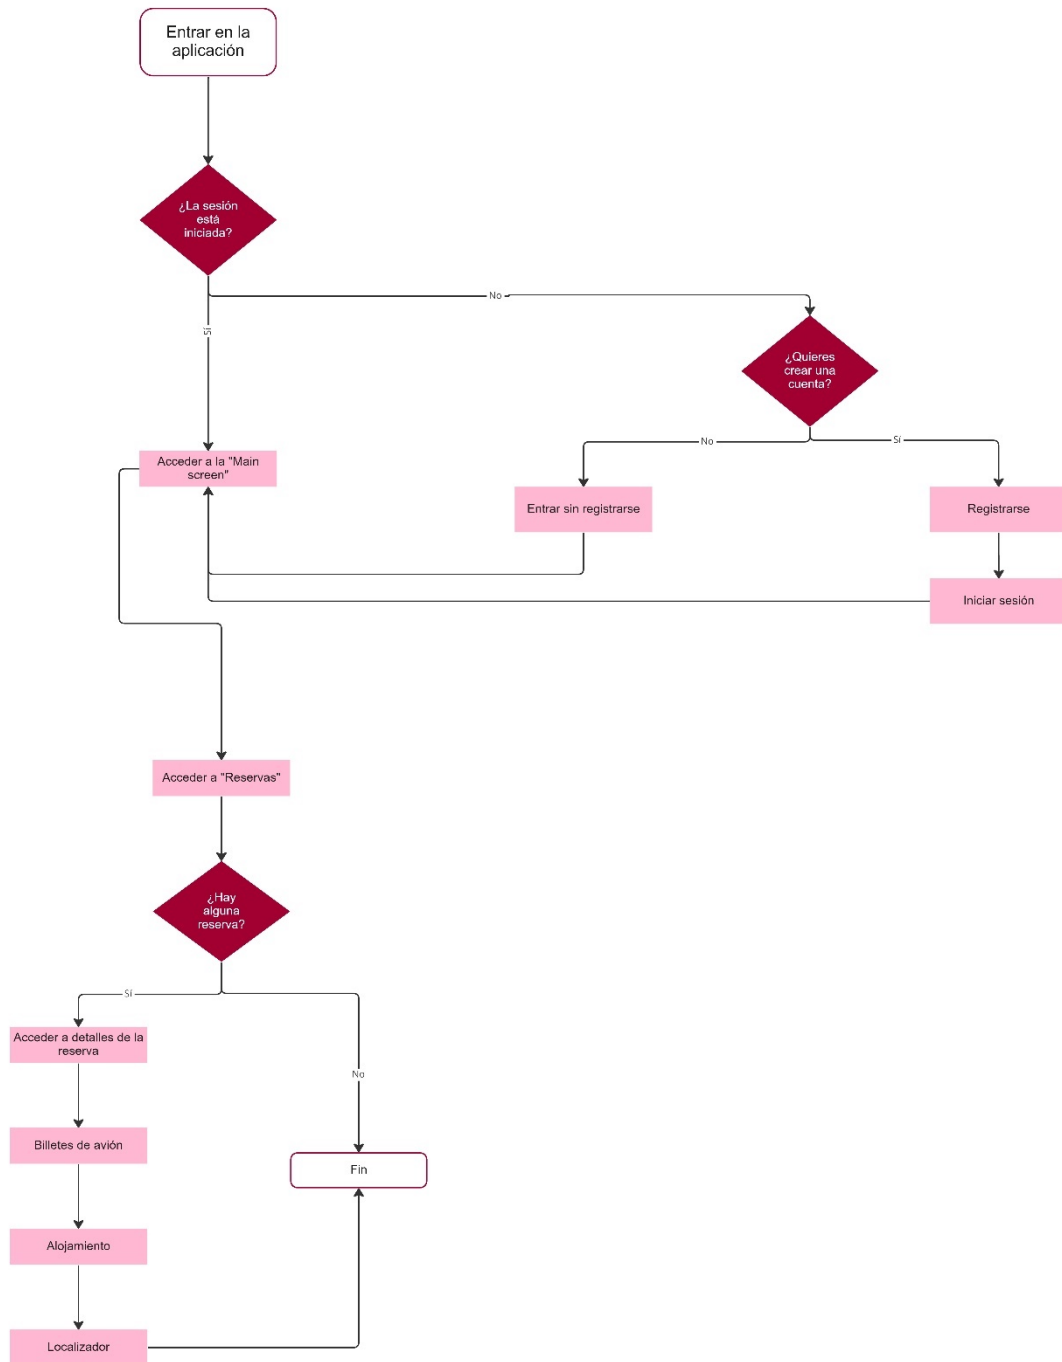 Entrar en la
aplicación
¿La sesión
está
iniciada?
No
Sí
¿Quieres
crear una
cuenta?
No
Sí
Acceder a la "Main
screen"
Entrar sin registrarse
Registrarse
Iniciar sesión
Acceder a "Reservas"
¿Hay
alguna
reserva?
Sí
Acceder a detalles de la
reserva
No
Billetes de avión
Fin
Alojamiento
Localizador